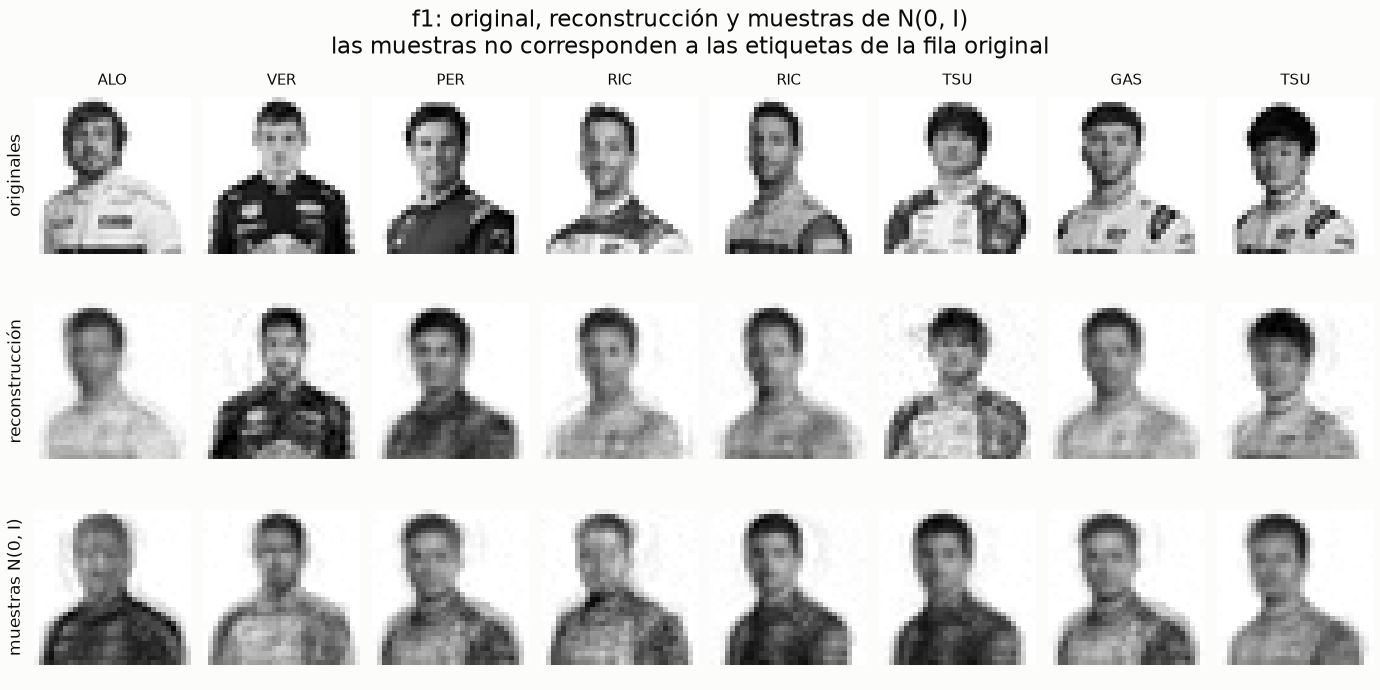 f1: original, reconstrucción y muestras de N(0, I)
las muestras no corresponden a las etiquetas de la fila original
ALO VER PER RIC RIC TSU GAS TSU
originales
reconstrucción
muestras N(0, I)